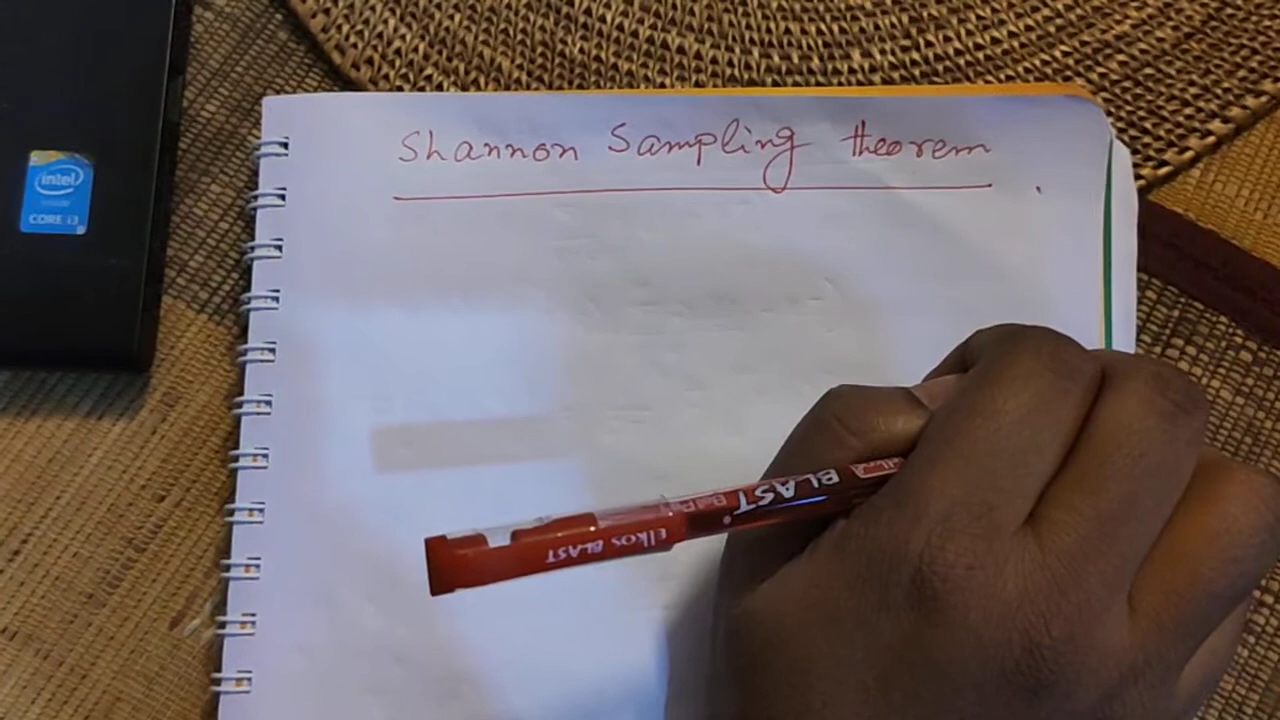 Shannon Sampling theorem
intel
inside
CORE i3
BLAST
Elkos BLAST